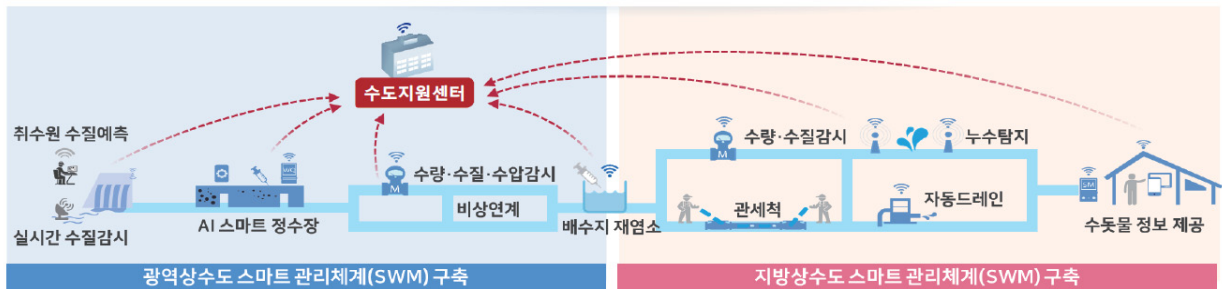 수도지원센터
취수원 수질예측
실시간 수질감시
AI 스마트 정수장
M
수량·수질·수압감시
비상연계
배수지 재염소
M
수량·수질감시
누수탐지
관세척
자동드레인
SM
수돗물 정보 제공
광역상수도 스마트 관리체계(SWM) 구축
지방상수도 스마트 관리체계(SWM) 구축